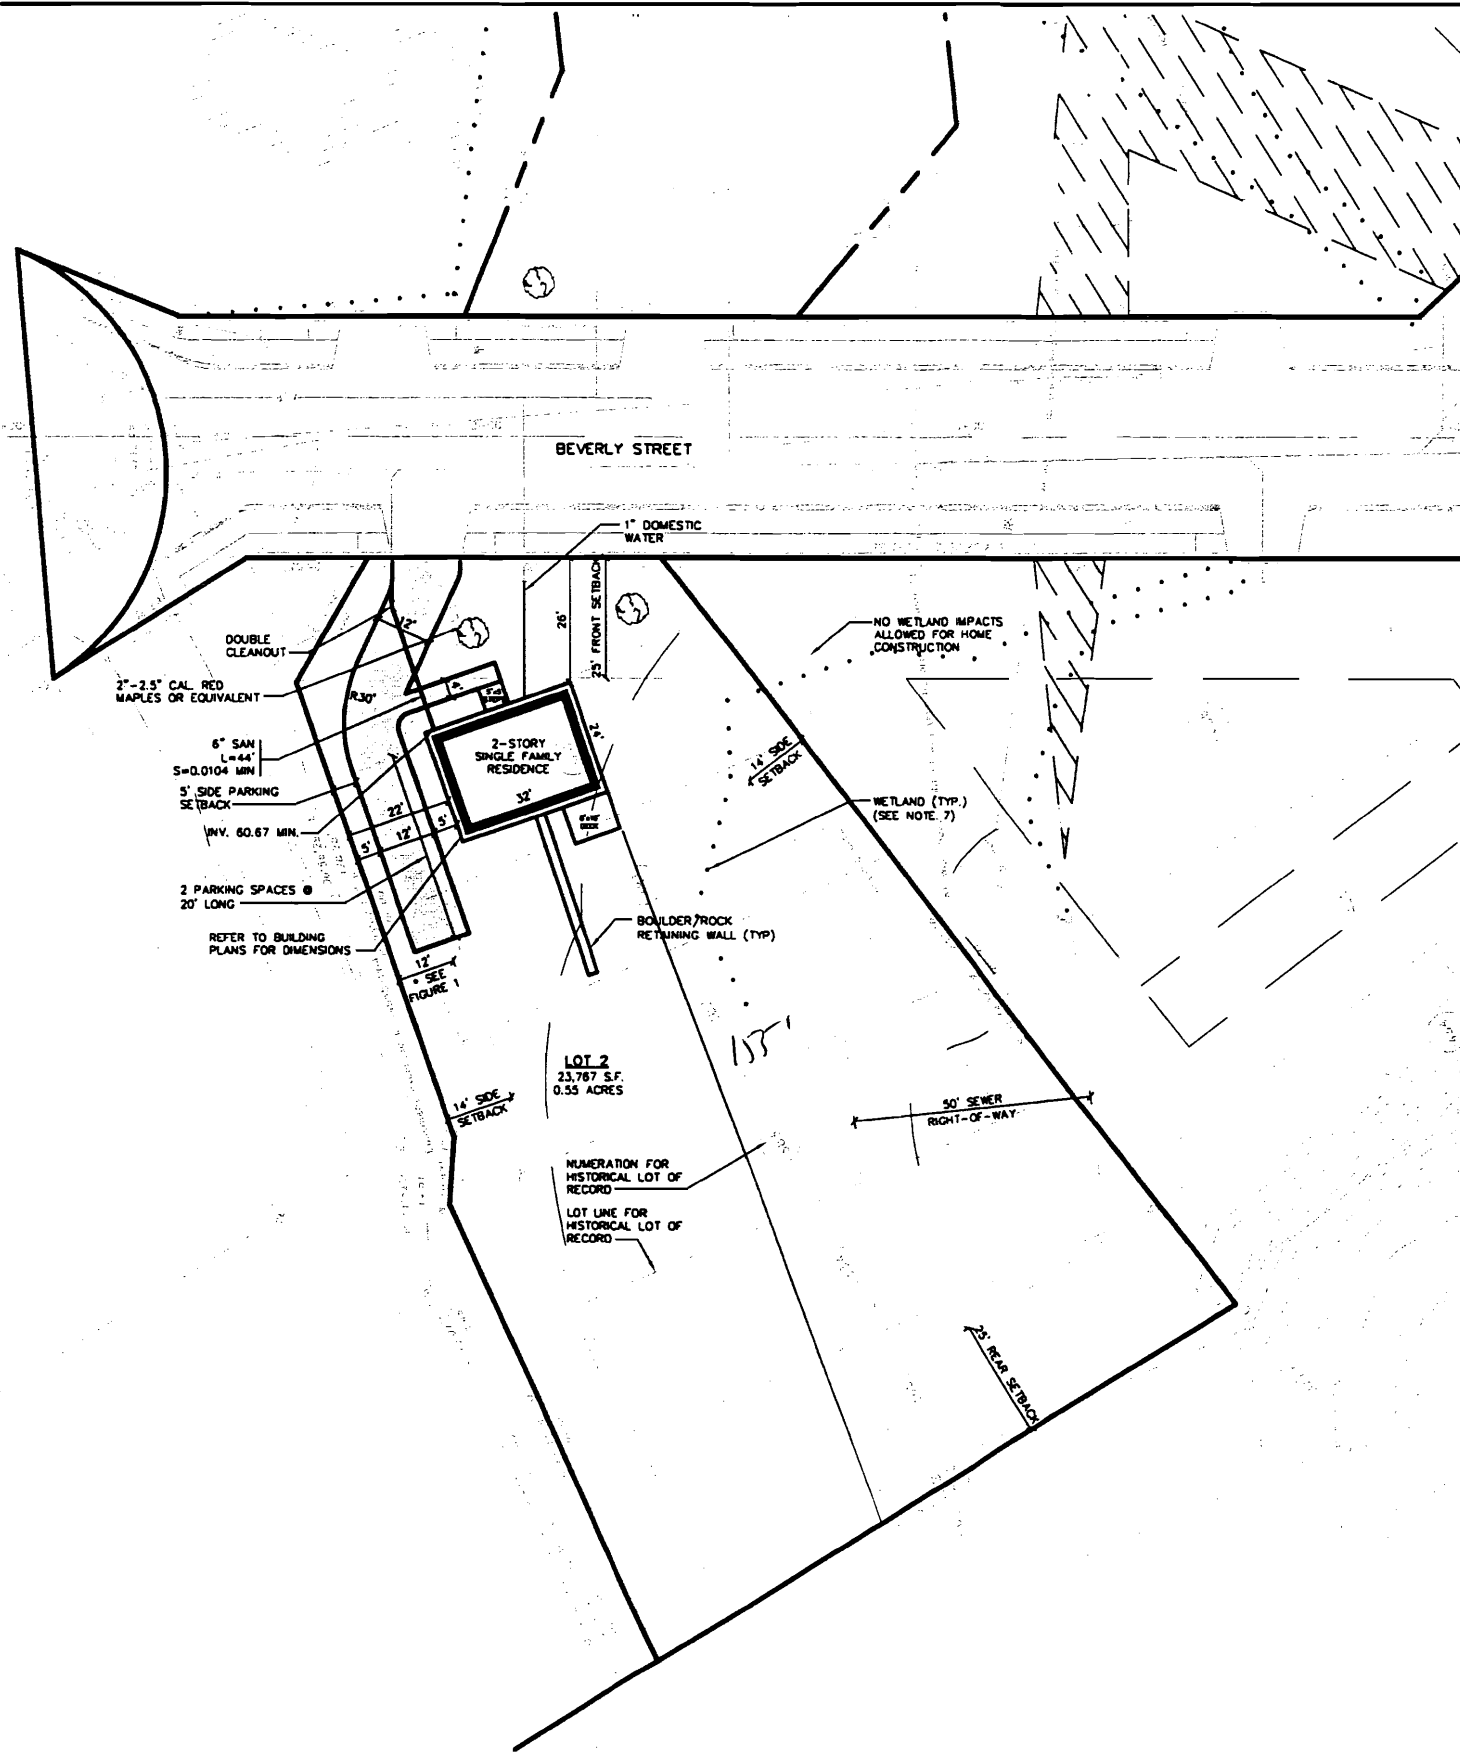 BEVERLY STREET
1" DOMESTIC
WATER
26'
25' FRONT SETBACK
DOUBLE
CLEANOUT
12'
2"-2.5" CAL. RED
MAPLES OR EQUIVALENT
R30'
6" SAN
L=44'
S=0.0104 MIN
5' SIDE PARKING
SETBACK
INV. 60.67 MIN.
2 PARKING SPACES @
20' LONG
REFER TO BUILDING
PLANS FOR DIMENSIONS
4'
2-STORY
SINGLE FAMILY
RESIDENCE
24'
32'
22'
12'
5'
5'
12'
* SEE
FIGURE 1
NO WETLAND IMPACTS
ALLOWED FOR HOME
CONSTRUCTION
14' SIDE
SETBACK
WETLAND (TYP.)
(SEE NOTE 7)
BOULDER/ROCK
RETAINING WALL (TYP)
LOT 2
23,767 S.F.
0.55 ACRES
14' SIDE
SETBACK
50' SEWER
RIGHT-OF-WAY
NUMERATION FOR
HISTORICAL LOT OF
RECORD
LOT LINE FOR
HISTORICAL LOT OF
RECORD
25' REAR SETBACK